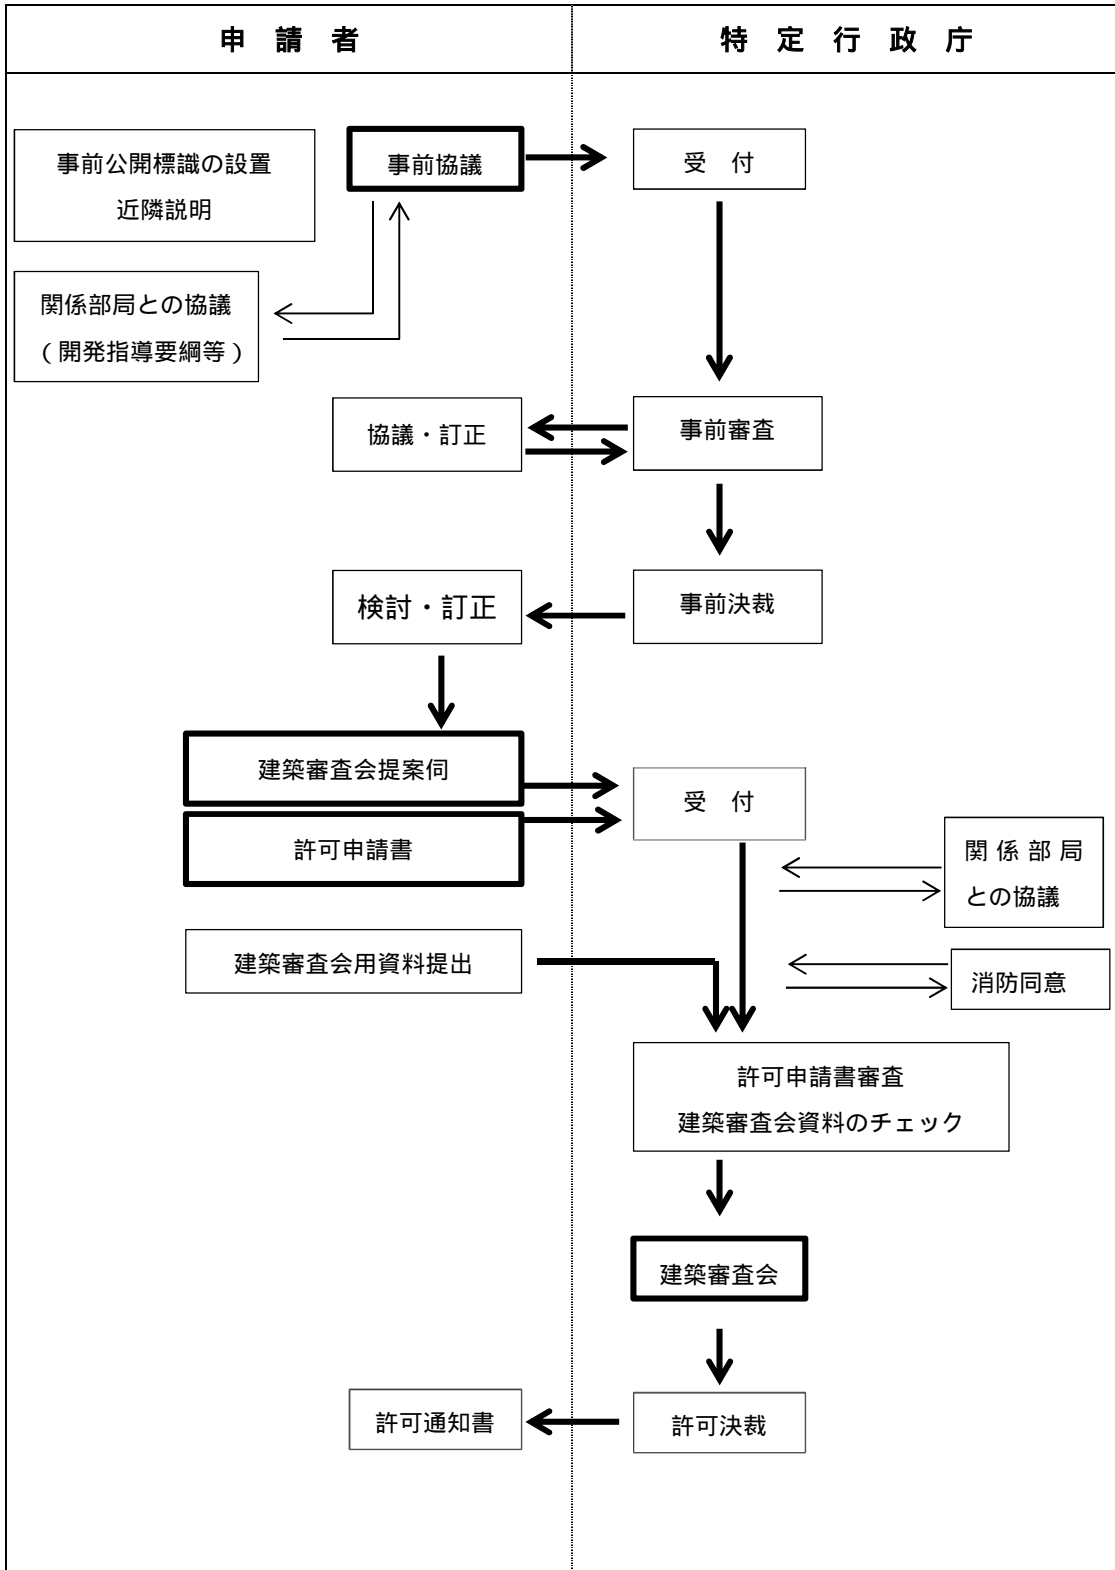 申 請 者
特 定 行 政 庁
事前公開標識の設置
近隣説明
事前協議
受 付
関係部局との協議
(開発指導要綱等)
協議・訂正
事前審査
検討・訂正
事前決裁
建築審査会提案伺
許可申請書
受 付
関 係 部 局
との協議
建築審査会用資料提出
消防同意
許可申請書審査
建築審査会資料のチェック
建築審査会
許可通知書
許可決裁